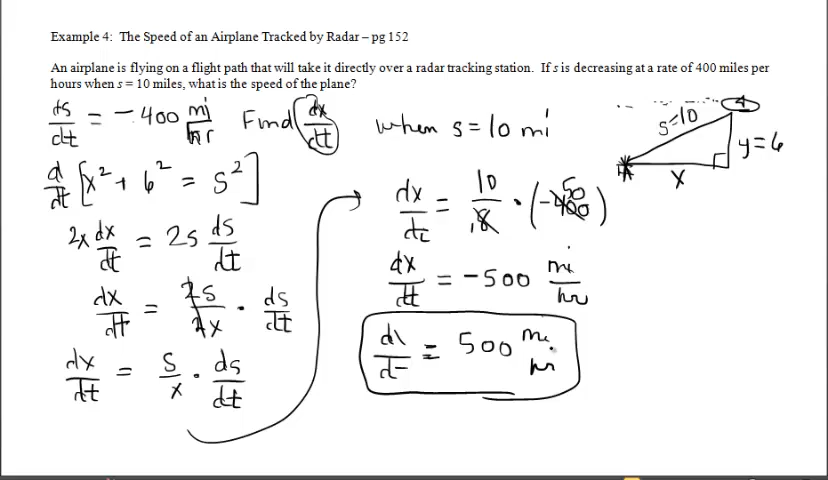 Example 4: The Speed of an Airplane Tracked by Radar – pg 152
An airplane is flying on a flight path that will take it directly over a radar tracking station. If s is decreasing at a rate of 400 miles per
hours when s = 10 miles, what is the speed of the plane?
ds/dt = -400 mi/hr Find dx/dt when s = 10 mi
s=10
y=6
x
d/dt [x² + 6² = s²]
2x dx/dt = 2s ds/dt
dx/dt = 2s/2x · ds/dt
dx/dt = s/x · ds/dt
dx/dt = 10/8 · (-400) 50
dx/dt = -500 mi/hr
= 500 mi/hr